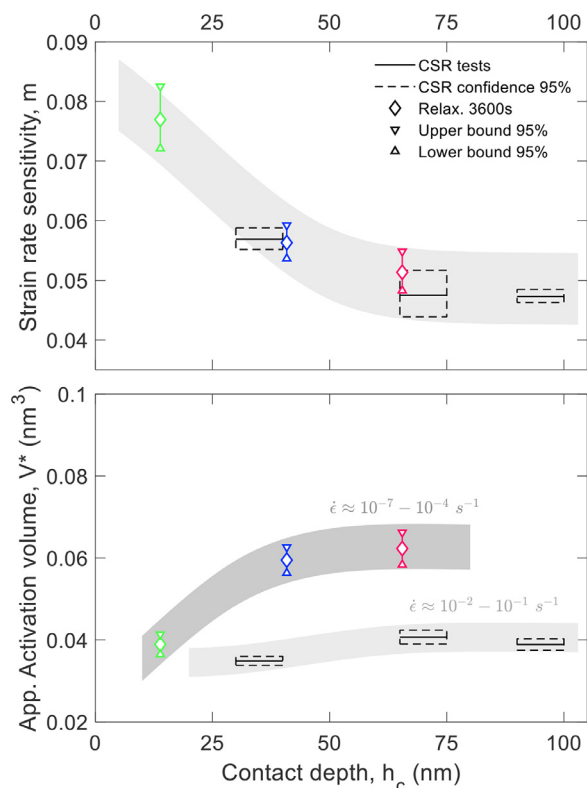 0 25 50 75 100
0.09
0.08
0.07
0.06
0.05
0.04
Strain rate sensitivity, m
CSR tests
CSR confidence 95%
Relax. 3600s
Upper bound 95%
Lower bound 95%
0.1
0.08
0.06
0.04
0.02
App. Activation volume, V* (nm³)
ε̇ ≈ 10⁻⁷ − 10⁻⁴ s⁻¹
ε̇ ≈ 10⁻² − 10⁻¹ s⁻¹
0 25 50 75 100
Contact depth, h_c (nm)